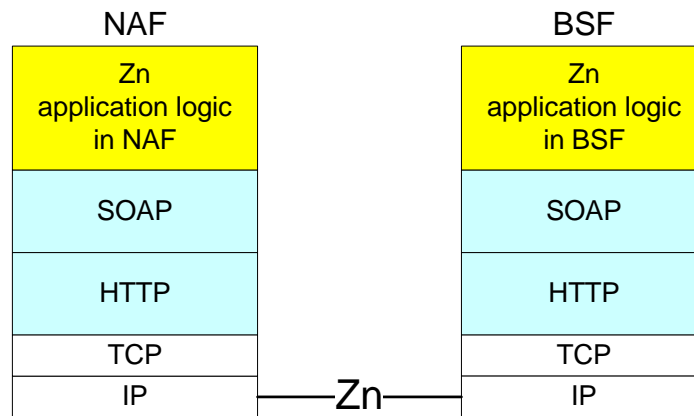 NAF
Zn
application logic
in NAF
SOAP
HTTP
TCP
IP
Zn
BSF
Zn
application logic
in BSF
SOAP
HTTP
TCP
IP